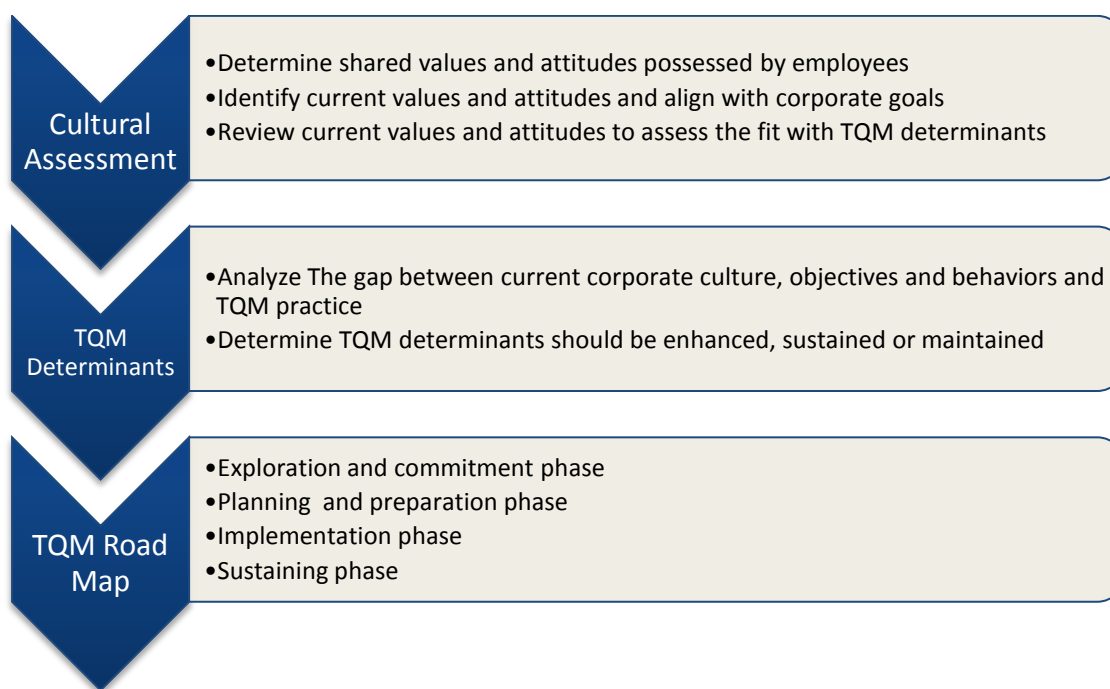 Cultural
Assessment
•Determine shared values and attitudes possessed by employees
•Identify current values and attitudes and align with corporate goals
•Review current values and attitudes to assess the fit with TQM determinants
TQM
Determinants
•Analyze The gap between current corporate culture, objectives and behaviors and
TQM practice
•Determine TQM determinants should be enhanced, sustained or maintained
TQM Road
Map
•Exploration and commitment phase
•Planning and preparation phase
•Implementation phase
•Sustaining phase